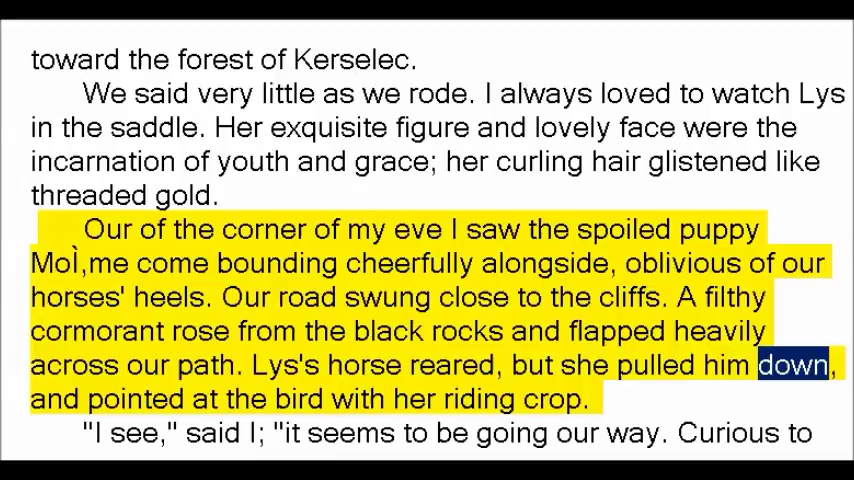 toward the forest of Kerselec.
We said very little as we rode. I always loved to watch Lys
in the saddle. Her exquisite figure and lovely face were the
incarnation of youth and grace; her curling hair glistened like
threaded gold.
Our of the corner of my eve I saw the spoiled puppy
MoÌ‚me come bounding cheerfully alongside, oblivious of our
horses' heels. Our road swung close to the cliffs. A filthy
cormorant rose from the black rocks and flapped heavily
across our path. Lys's horse reared, but she pulled him down,
and pointed at the bird with her riding crop.
"I see," said I; "it seems to be going our way. Curious to